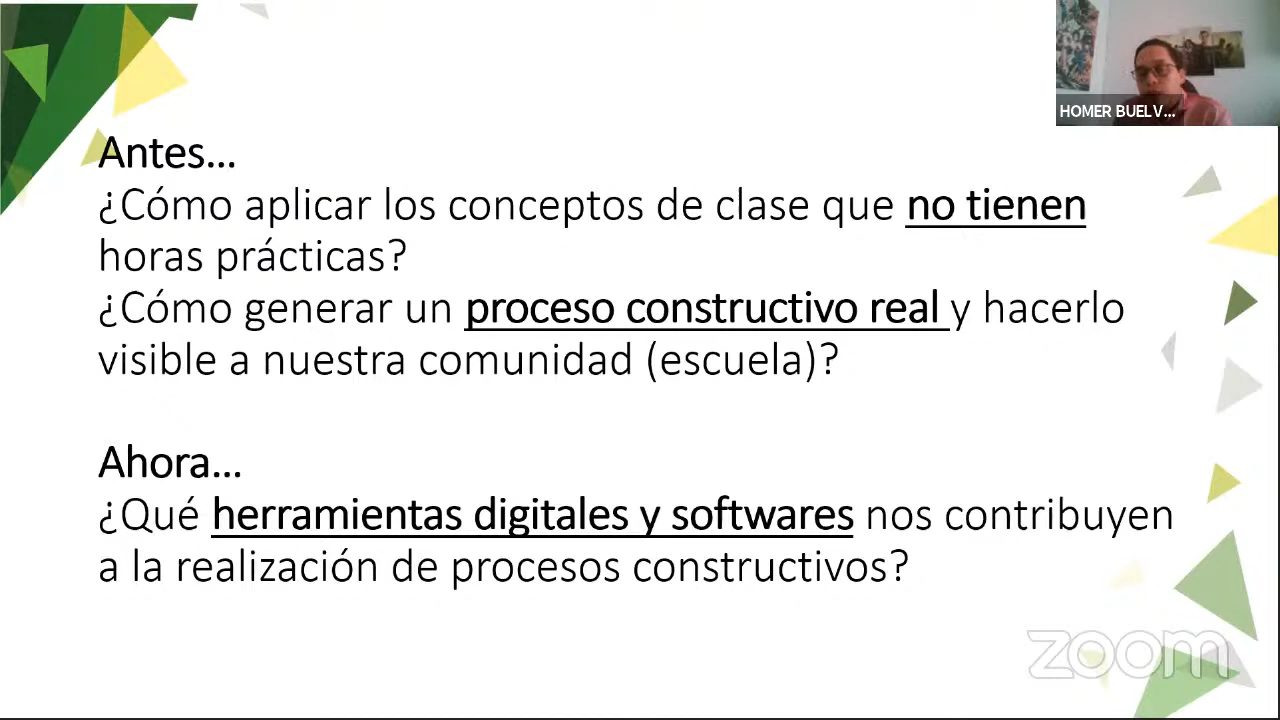 HOMER BUELV...
Antes...
¿Cómo aplicar los conceptos de clase que no tienen
horas prácticas?
¿Cómo generar un proceso constructivo real y hacerlo
visible a nuestra comunidad (escuela)?
Ahora...
¿Qué herramientas digitales y softwares nos contribuyen
a la realización de procesos constructivos?
zoom